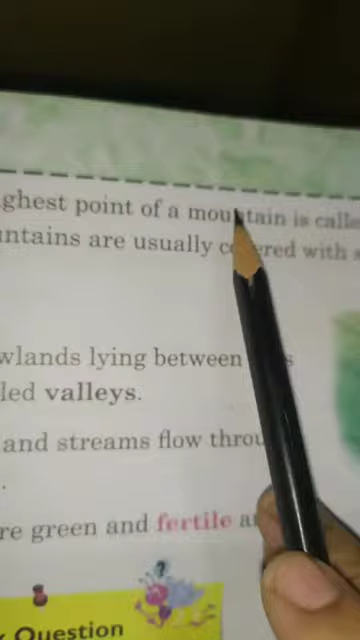 ghest point of a mountain is calle
untains are usually covered with s
wlands lying between
led valleys.
and streams flow throu
.
re green and fertile a
Question